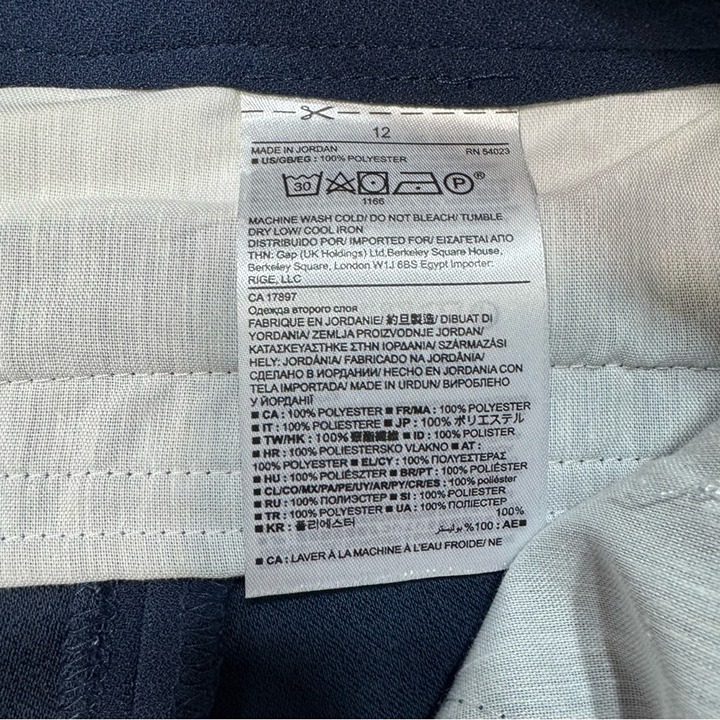 12
MADE IN JORDAN RN 54023
■ US/GB/EG : 100% POLYESTER
30 P ®
1166
MACHINE WASH COLD/ DO NOT BLEACH/ TUMBLE
DRY LOW/ COOL IRON
DISTRIBUIDO POR/ IMPORTED FOR/ ΕΙΣΑΓΕΤΑΙ ΑΠΟ
ΤΗΝ: Gap (UK Holdings) Ltd,Berkeley Square House,
Berkeley Square, London W1J 6BS Egypt Importer:
RIGE, LLC
CA 17897
Одежда второго слоя
FABRIQUE EN JORDANIE/ 約旦製造/ DIBUAT DI
YORDANIA/ ZEMLJA PROIZVODNJE JORDAN/
ΚΑΤΑΣΚΕΥΑΣΤΗΚΕ ΣΤΗΝ ΙΟΡΔΑΝΙΑ/ SZÁRMAZÁSI
HELY: JORDÁNIA/ FABRICADO NA JORDÂNIA/
СДЕЛАНО В ИОРДАНИИ/ HECHO EN JORDANIA CON
TELA IMPORTADA/ MADE IN URDUN/ ВИРОБЛЕНО
У ЙОРДАНІЇ
■ CA : 100% POLYESTER ■ FR/MA : 100% POLYESTER
■ IT : 100% POLIESTERE ■ JP : 100% ポリエステル
■ TW/HK : 100% 聚酯纖維 ■ ID : 100% POLISTER
■ HR : 100% POLIESTERSKO VLAKNO ■ AT :
100% POLYESTER ■ EL/CY : 100% ΠΟΛΥΕΣΤΕΡΑΣ
■ HU : 100% POLIÉSZTER ■ BR/PT : 100% POLIÉSTER
■ CL/CO/MX/PA/PE/UY/AR/PY/CR/ES : 100% poliéster
■ RU : 100% ПОЛИЭСТЕР ■ SI : 100% POLIESTER
■ TR : 100% POLYESTER ■ UA : 100% ПОЛІЕСТЕР
■ KR : 폴리에스터 100%
■ AE : 100% بوليستر
■ CA : LAVER À LA MACHINE À L'EAU FROIDE/ NE